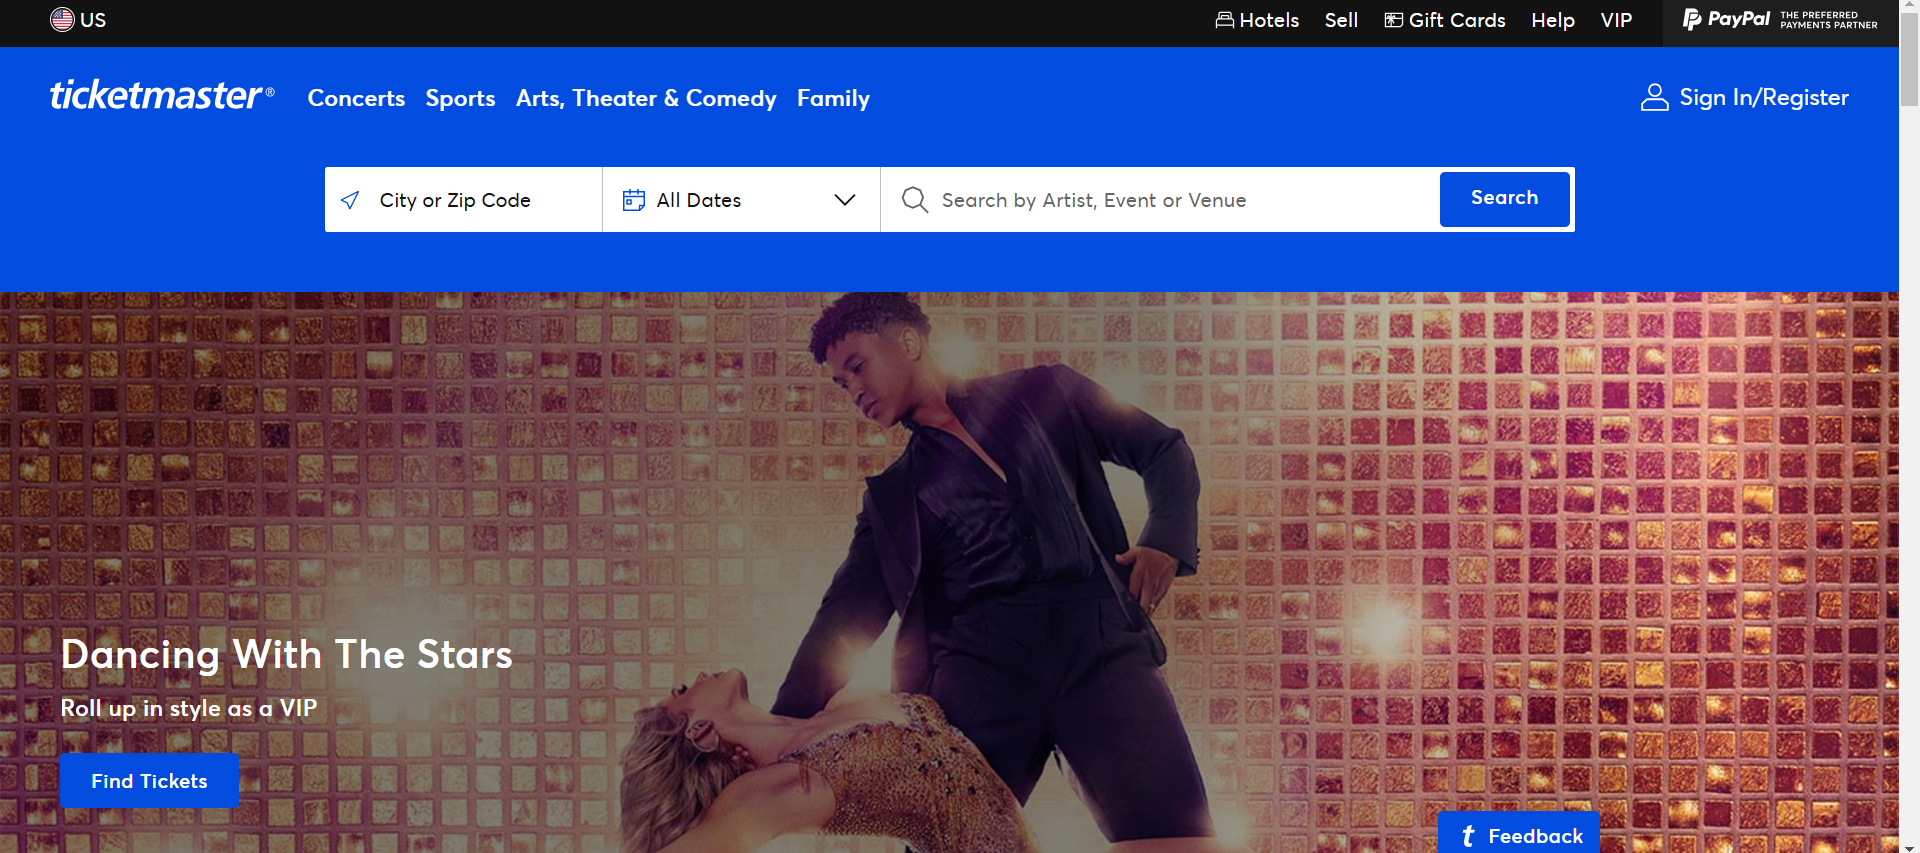 US
Hotels
Sell
Gift Cards
Help
VIP
PayPal
THE PREFERRED
PAYMENTS PARTNER
ticketmaster®
Concerts
Sports
Arts, Theater & Comedy
Family
Sign In/Register
City or Zip Code
All Dates
Search by Artist, Event or Venue
Search
Dancing With The Stars
Roll up in style as a VIP
Find Tickets
t Feedback